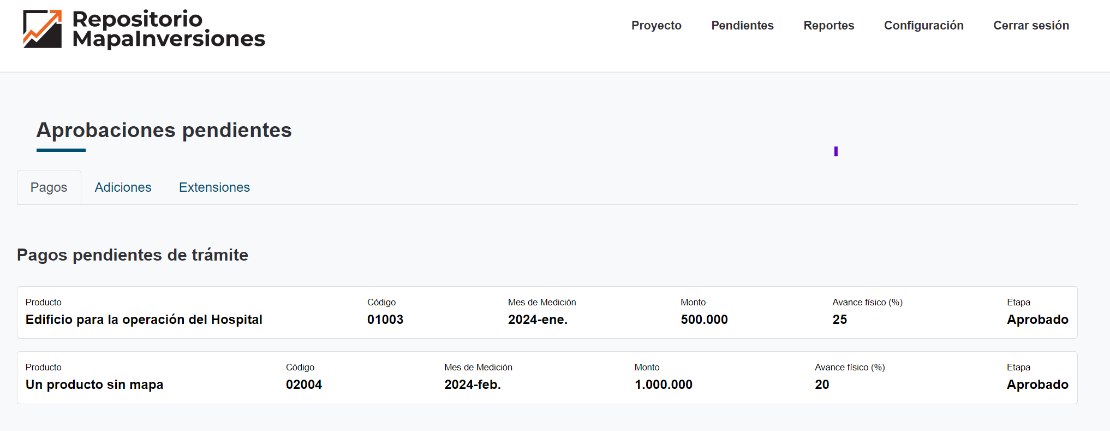 Repositorio
MapaInversiones
Proyecto Pendientes Reportes Configuración Cerrar sesión
Aprobaciones pendientes
Pagos Adiciones Extensiones
Pagos pendientes de trámite
Producto Código Mes de Medición Monto Avance físico (%) Etapa
Edificio para la operación del Hospital 01003 2024-ene. 500.000 25 Aprobado
Producto Código Mes de Medición Monto Avance físico (%) Etapa
Un producto sin mapa 02004 2024-feb. 1.000.000 20 Aprobado